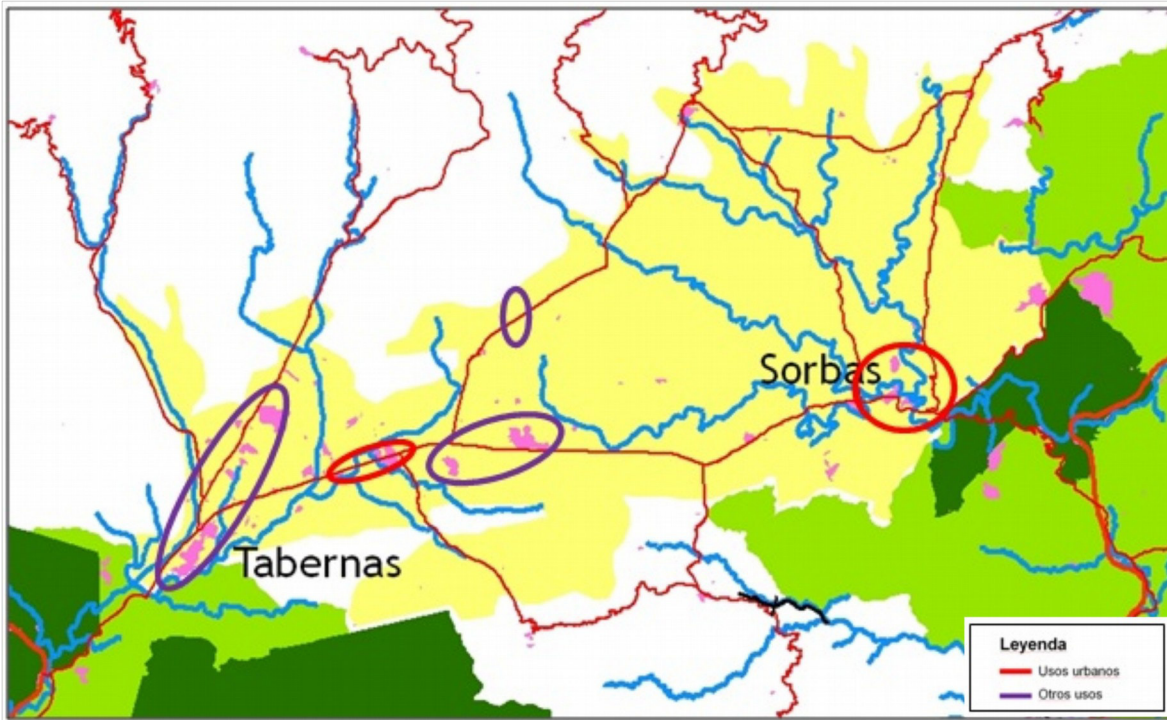 Sorbas
Tabernas
Leyenda
Usos urbanos
Otros usos